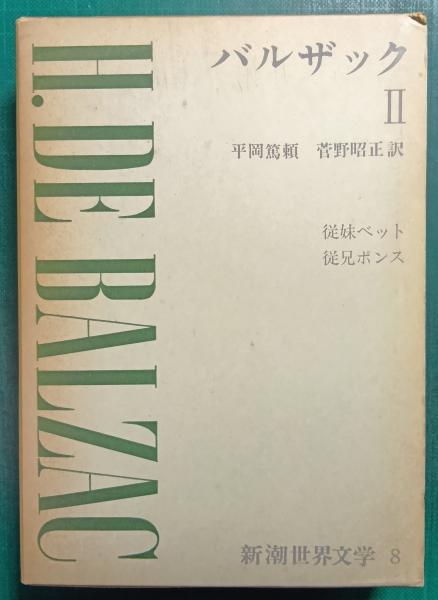 バルザック
II
平岡篤頼 菅野昭正訳
従妹ベット
従兄ポンス
H. DE BALZAC
新潮世界文学 8